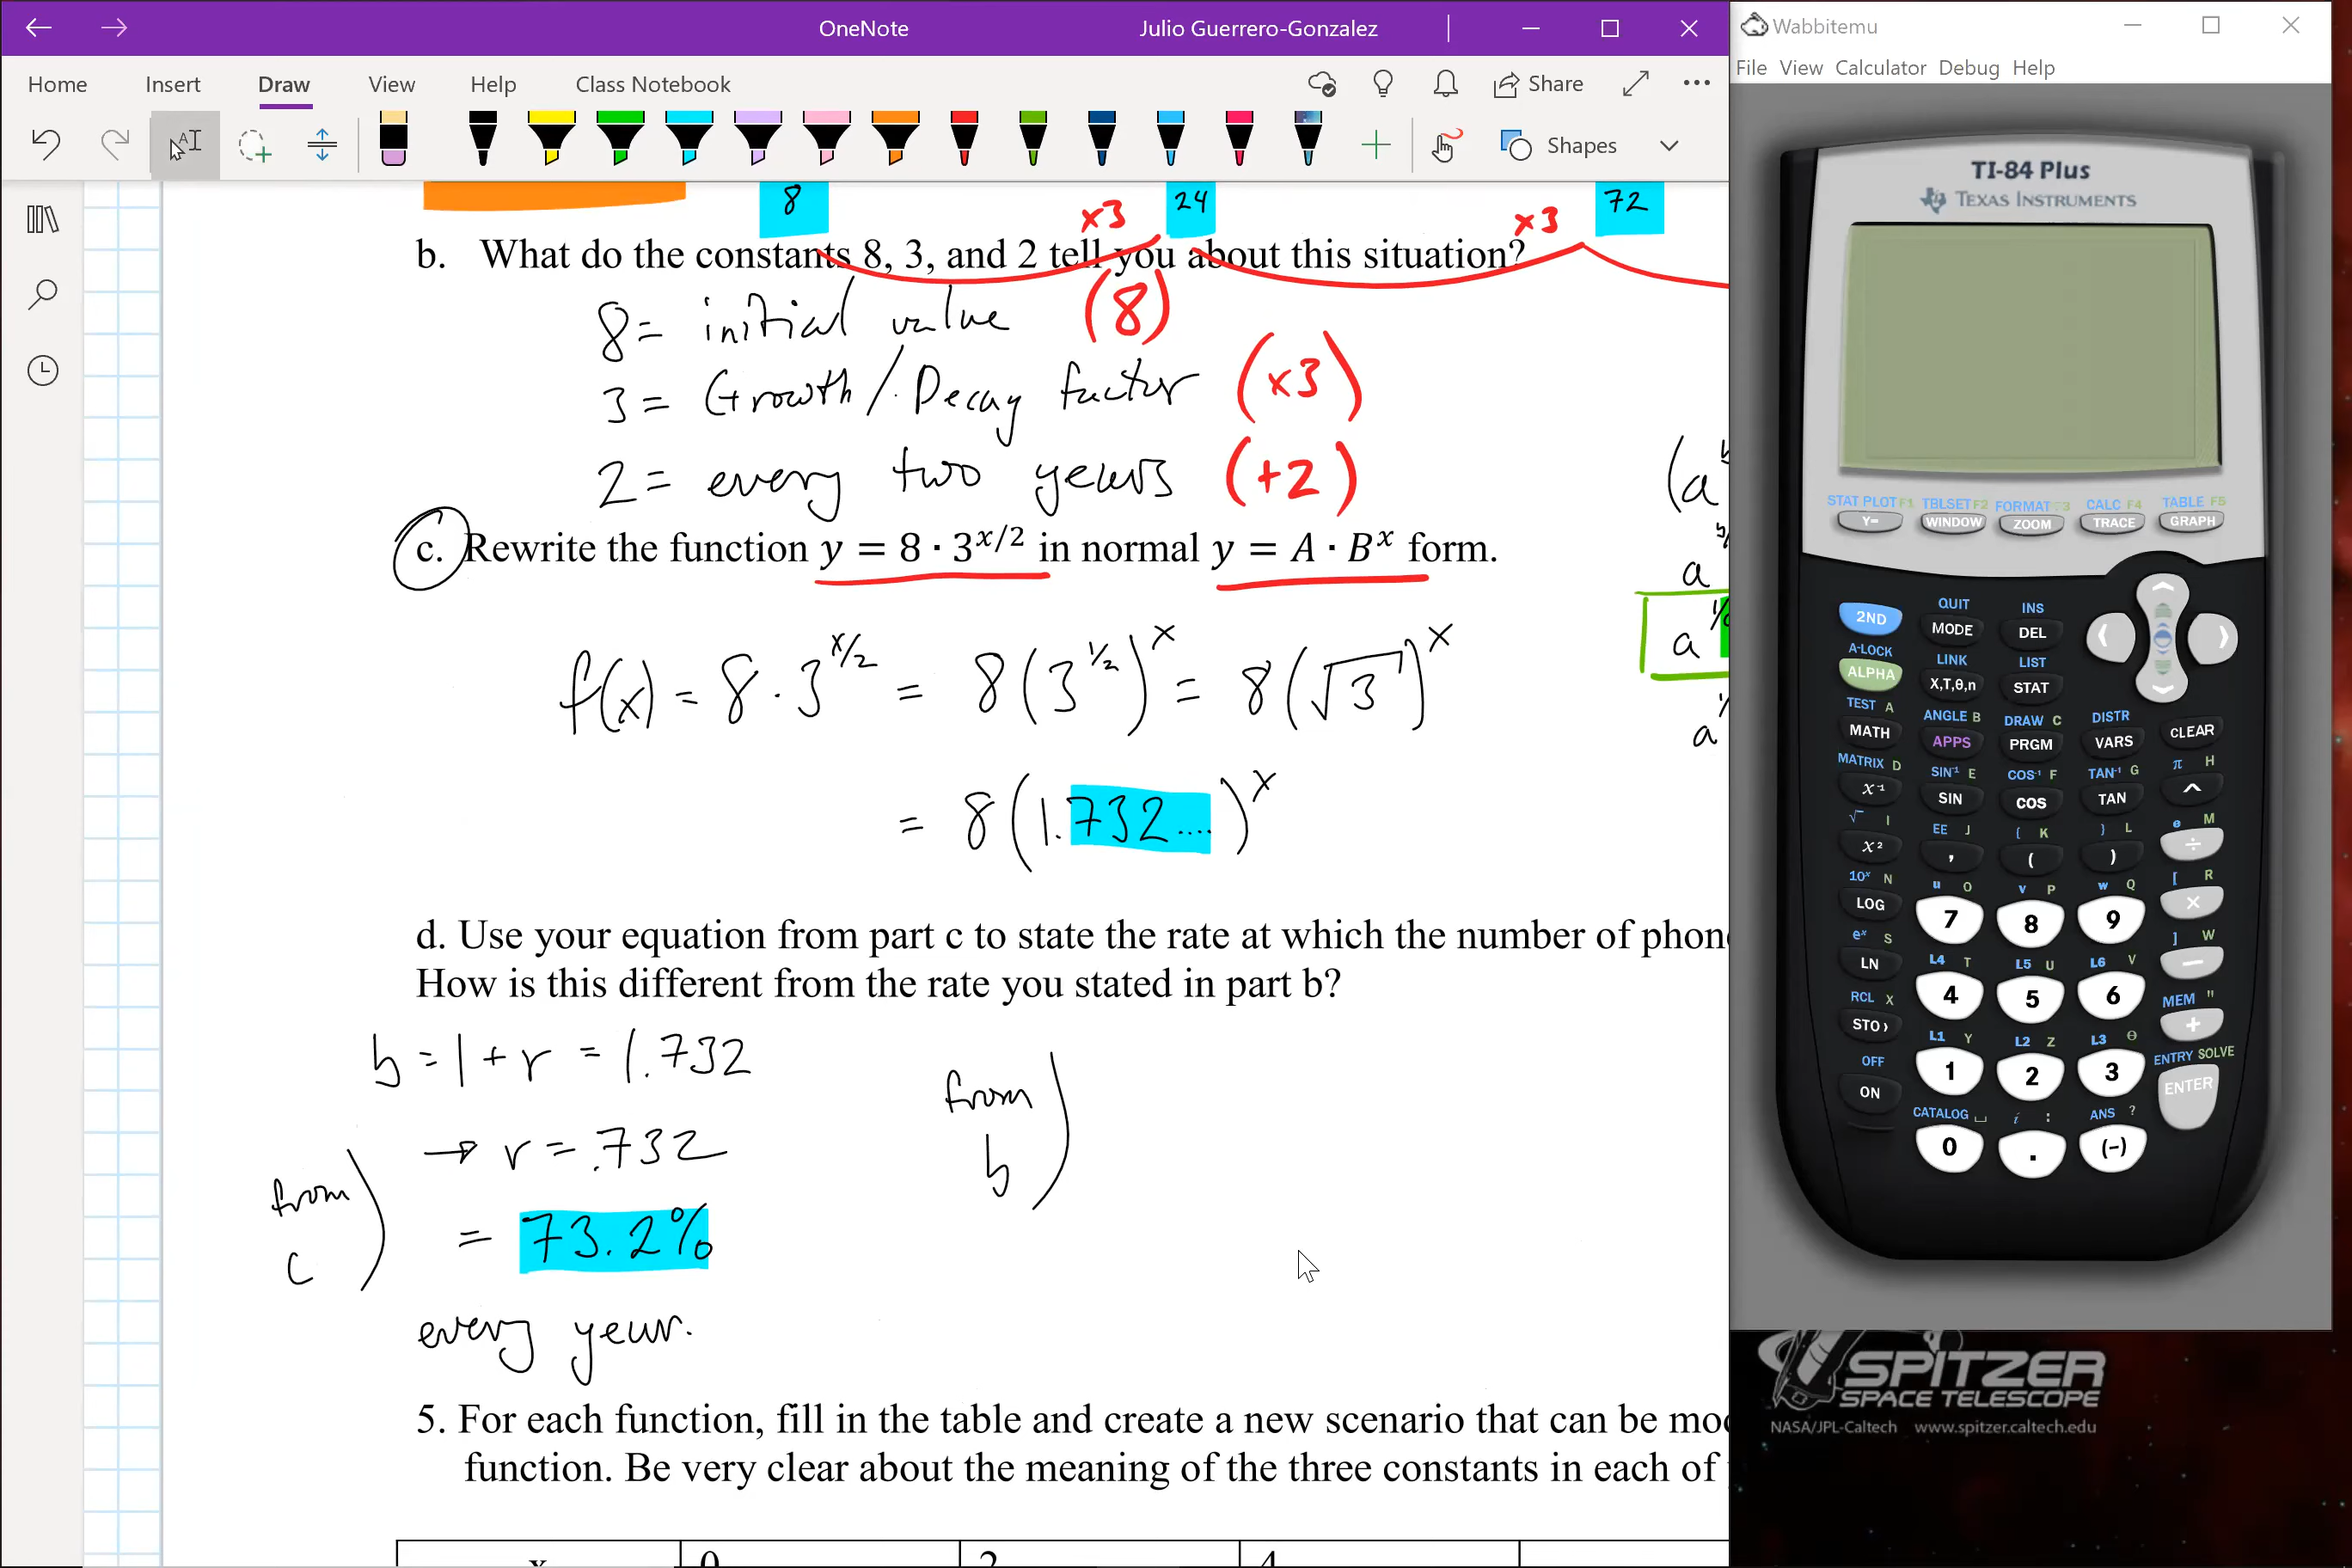 OneNote
Julio Guerrero-Gonzalez
Home Insert Draw View Help Class Notebook Share
Shapes
8 ×3 24 ×3 72
b. What do the constants 8, 3, and 2 tell you about this situation?
8 = initial value (8)
3 = Growth/Decay factor (×3)
2 = every two years (+2)
c. Rewrite the function y = 8 · 3^{x/2} in normal y = A · B^x form.
f(x) = 8 · 3^{x/2} = 8(3^{1/2})^x = 8(√3)^x
= 8(1.732....)^x
d. Use your equation from part c to state the rate at which the number of phon
How is this different from the rate you stated in part b?
b = 1 + r = 1.732
→ r = .732
from c)
= 73.2%
every year.
from b)
5. For each function, fill in the table and create a new scenario that can be mo
function. Be very clear about the meaning of the three constants in each of
x 0 2 4
(a
a
a
a
Wabbitemu
File View Calculator Debug Help
TI-84 Plus
TEXAS INSTRUMENTS
STAT PLOT F1 TBLSET F2 FORMAT F3 CALC F4 TABLE F5
Y= WINDOW ZOOM TRACE GRAPH
QUIT INS
2ND MODE DEL
A-LOCK LINK LIST
ALPHA X,T,θ,n STAT
TEST A ANGLE B DRAW C DISTR
MATH APPS PRGM VARS CLEAR
MATRIX D SIN⁻¹ E COS⁻¹ F TAN⁻¹ G π H
x⁻¹ SIN COS TAN ^
√ I EE J { K } L e M
x² , ( ) ÷
10ˣ N u O v P w Q [ R
LOG 7 8 9 ×
eˣ S L4 T L5 U L6 V ] W
LN 4 5 6 −
RCL X L1 Y L2 Z L3 θ MEM "
STO› 1 2 3 +
OFF CATALOG ⎵ i : ANS ? ENTRY SOLVE
ON 0 . (-) ENTER
SPITZER
SPACE TELESCOPE
NASA/JPL-Caltech www.spitzer.caltech.edu